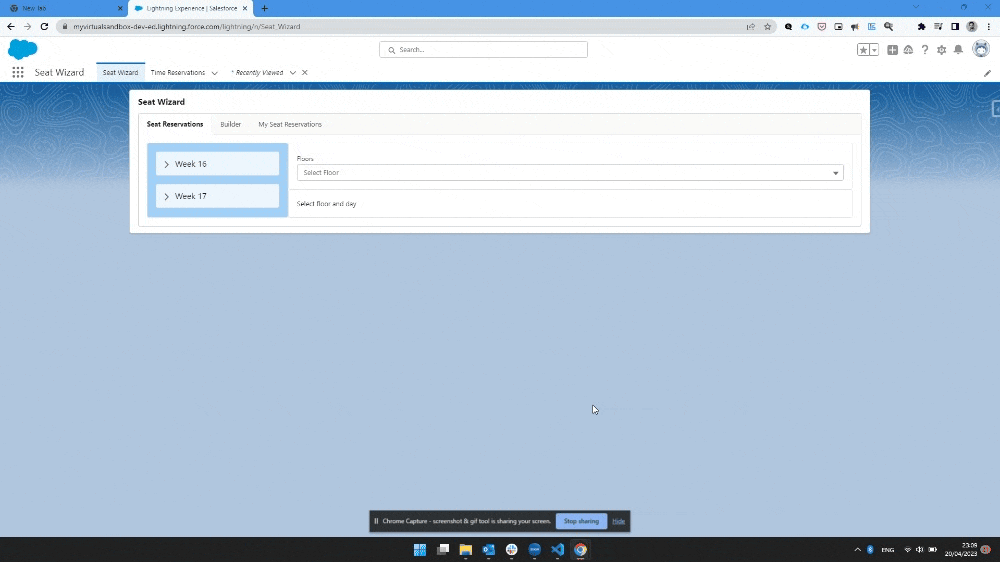 New Tab
Lightning Experience | Salesforce
myvirtualsandbox-dev-ed.lightning.force.com/lightning/n/Seat_Wizard
Search...
Seat Wizard
Seat Wizard
Time Reservations
* Recently Viewed
Seat Wizard
Seat Reservations
Builder
My Seat Reservations
Week 16
Week 17
Floors
Select Floor
Select floor and day
Chrome Capture - screenshot & gif tool is sharing your screen.
Stop sharing
Hide
ENG
23:09
20/04/2023